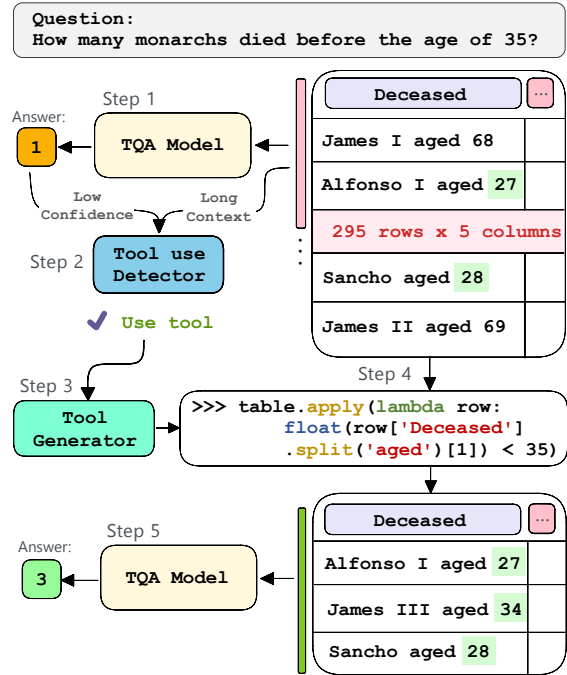 Question:
How many monarchs died before the age of 35?
Step 1
Answer:
1
TQA Model
Low
Confidence
Long
Context
Deceased
...
James I aged 68
Alfonso I aged 27
295 rows x 5 columns
Sancho aged 28
James II aged 69
Step 2
Tool use
Detector
✓ Use tool
Step 3
Tool
Generator
Step 4
>>> table.apply(lambda row:
float(row['Deceased']
.split('aged')[1]) < 35)
Step 5
Answer:
3
TQA Model
Deceased
...
Alfonso I aged 27
James III aged 34
Sancho aged 28